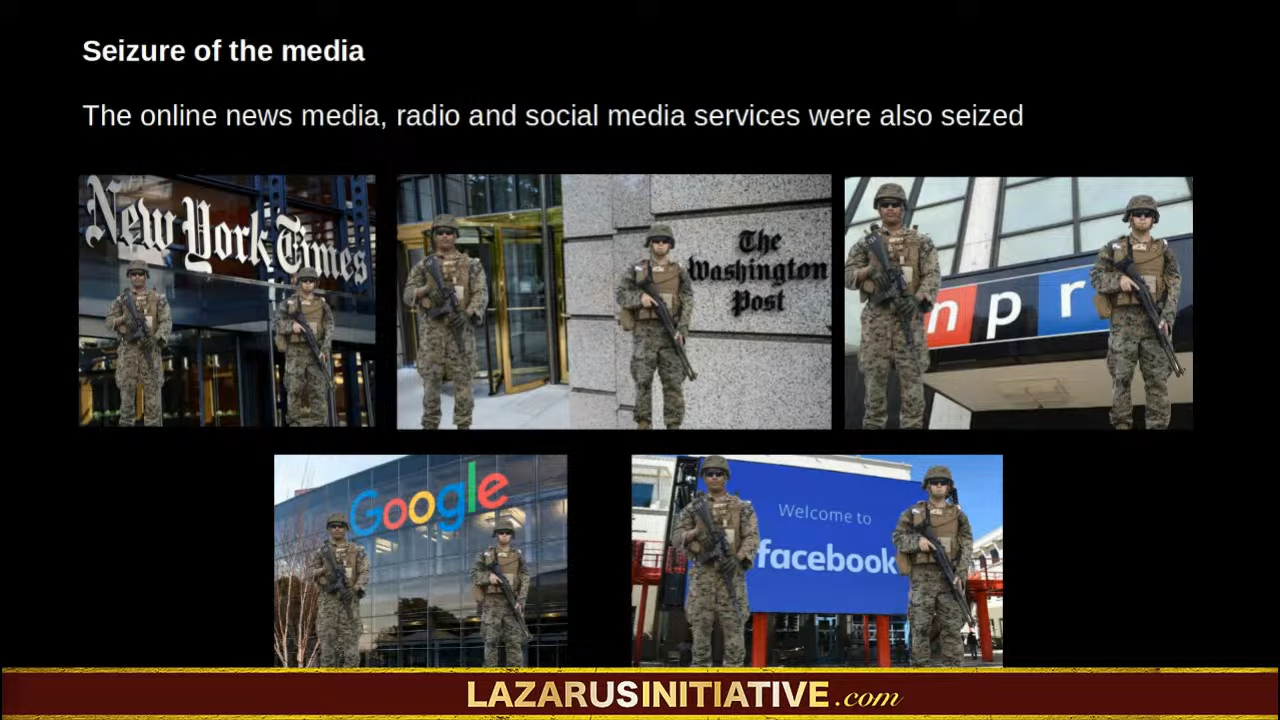 Seizure of the media
The online news media, radio and social media services were also seized
New York Times
The
Washington
Post
npr
Google
Welcome to
facebook
LAZARUSINITIATIVE.com